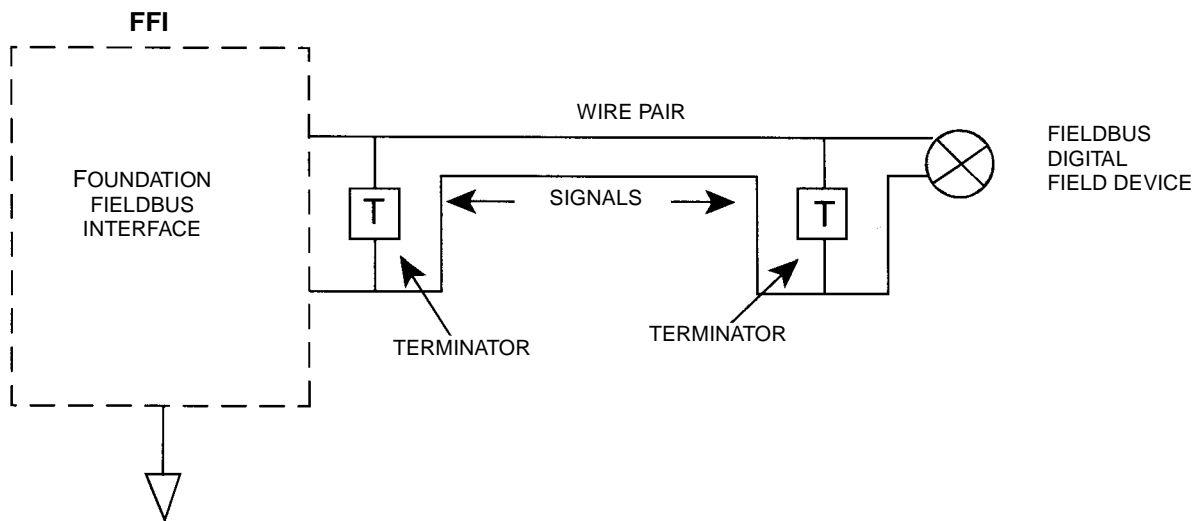 FFI
FOUNDATION
FIELDBUS
INTERFACE
WIRE PAIR
T
SIGNALS
T
TERMINATOR
TERMINATOR
FIELDBUS
DIGITAL
FIELD DEVICE